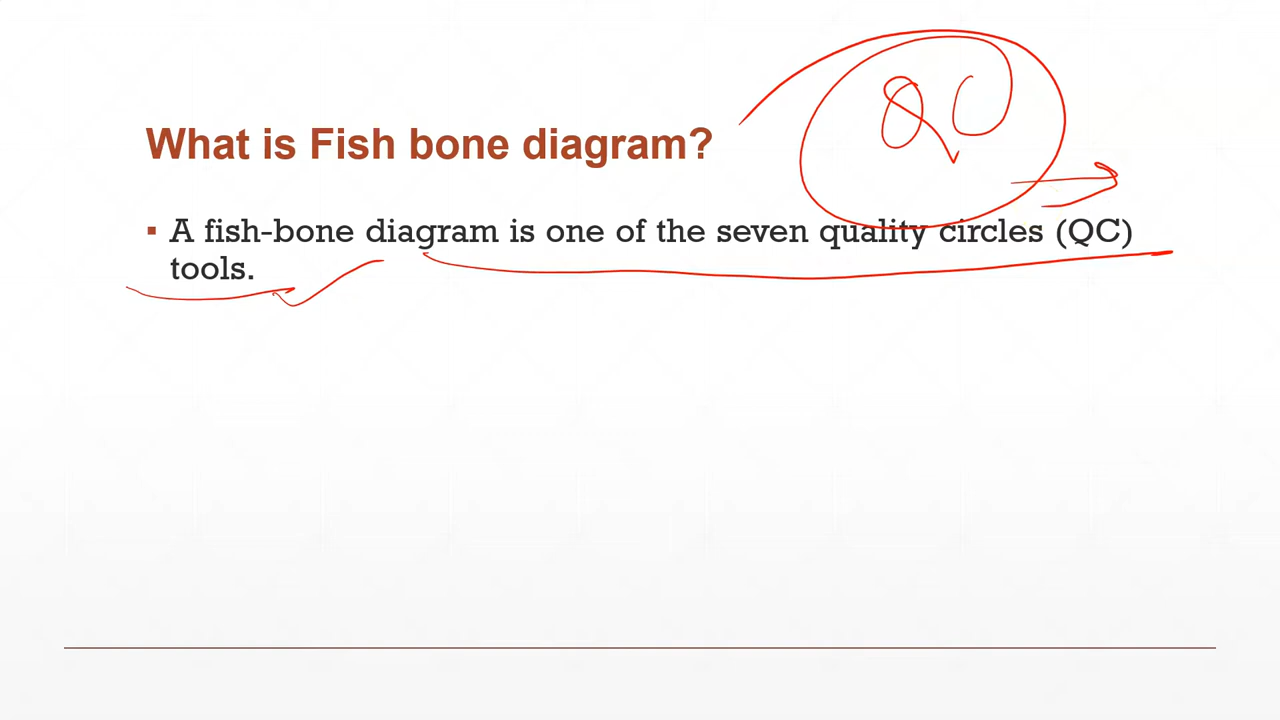 QC
What is Fish bone diagram?
▪ A fish-bone diagram is one of the seven quality circles (QC)
tools.